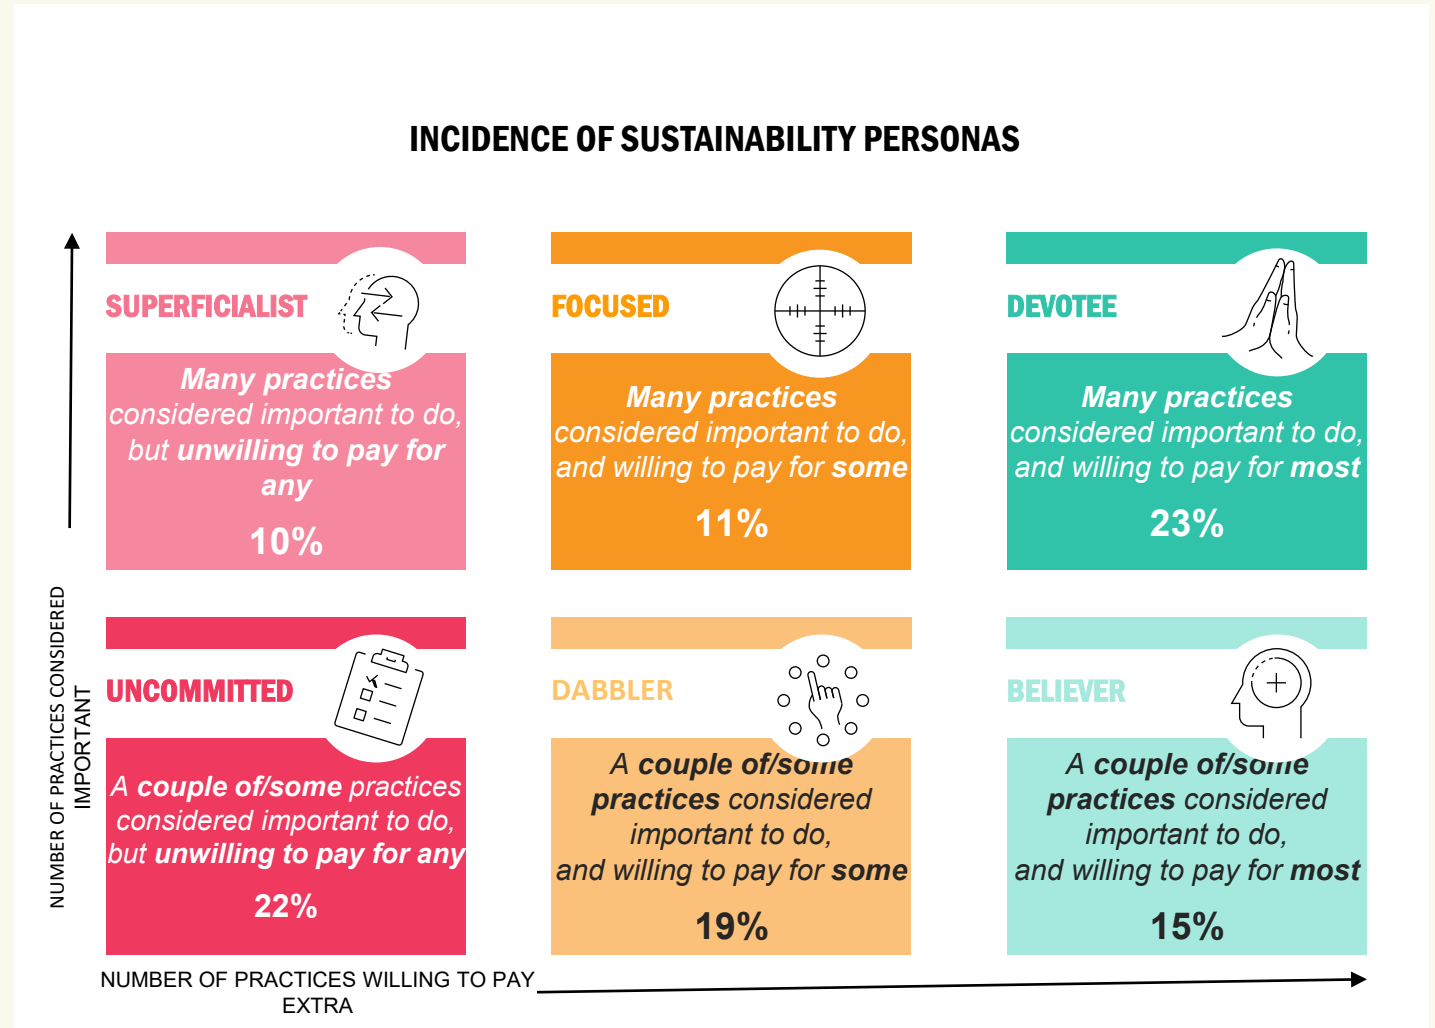 INCIDENCE OF SUSTAINABILITY PERSONAS
SUPERFICIALIST
Many practices
considered important to do,
but unwilling to pay for
any
10%
FOCUSED
Many practices
considered important to do,
and willing to pay for some
11%
DEVOTEE
Many practices
considered important to do,
and willing to pay for most
23%
NUMBER OF PRACTICES CONSIDERED
IMPORTANT
UNCOMMITTED
A couple of/some practices
considered important to do,
but unwilling to pay for any
22%
DABBLER
A couple of/some
practices considered
important to do,
and willing to pay for some
19%
BELIEVER
A couple of/some
practices considered
important to do,
and willing to pay for most
15%
NUMBER OF PRACTICES WILLING TO PAY
EXTRA